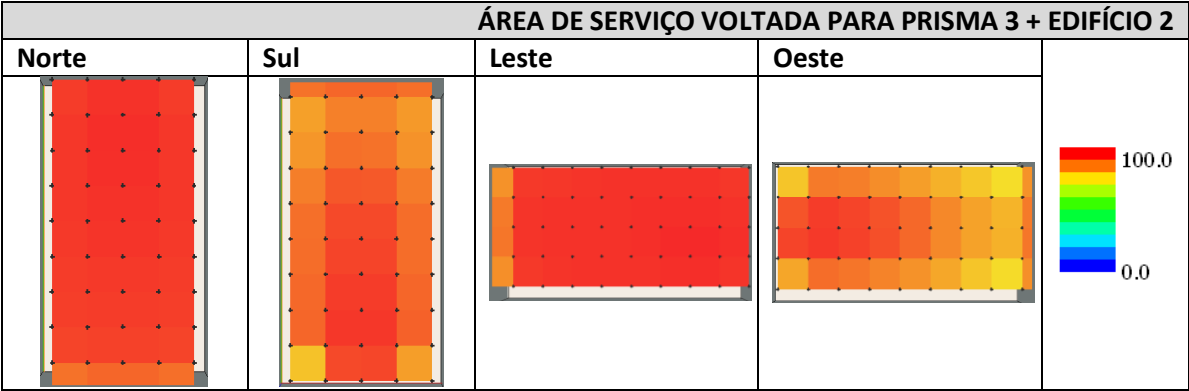 ÁREA DE SERVIÇO VOLTADA PARA PRISMA 3 + EDIFÍCIO 2
Norte Sul Leste Oeste
100.0
0.0